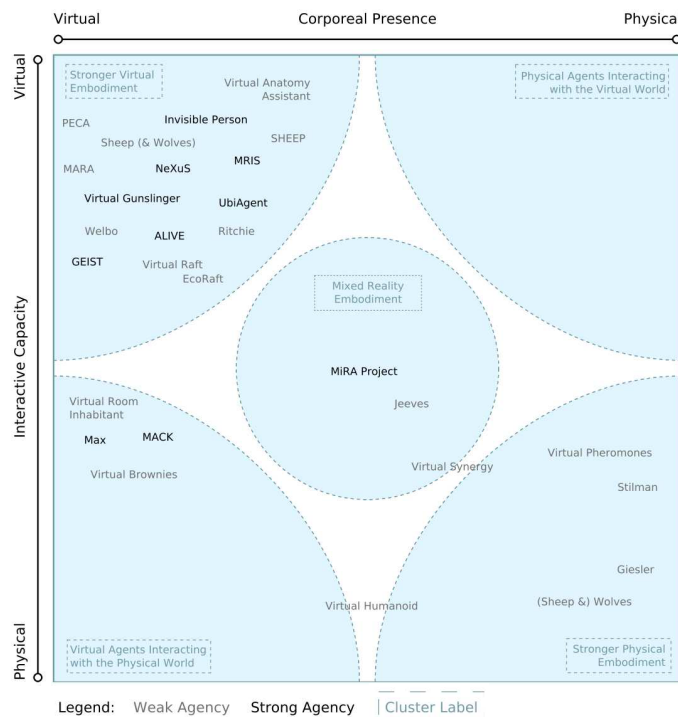 Virtual
Corporeal Presence
Physica
Virtual
Interactive Capacity
Physical
Stronger Virtual
Embodiment
Virtual Anatomy
Assistant
PECA
Invisible Person
Sheep (& Wolves)
SHEEP
MARA
NeXuS
MRIS
Virtual Gunslinger
UbiAgent
Welbo
ALIVE
Ritchie
GEIST
Virtual Raft
EcoRaft
Physical Agents Interacting
with the Virtual World
Mixed Reality
Embodiment
MiRA Project
Jeeves
Virtual Synergy
Virtual Room
Inhabitant
Max
MACK
Virtual Brownies
Virtual Pheromones
Stilman
Giesler
(Sheep &) Wolves
Virtual Humanoid
Virtual Agents Interacting
with the Physical World
Stronger Physical
Embodiment
Legend: Weak Agency Strong Agency Cluster Label